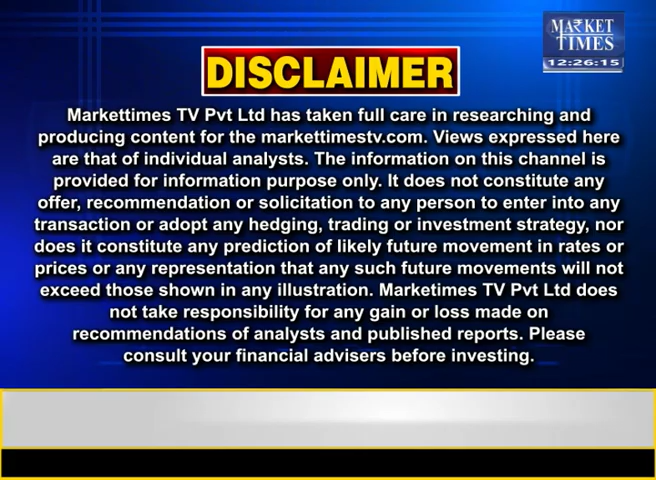 MA₹KET
TIMES
12:26:15
DISCLAIMER
Markettimes TV Pvt Ltd has taken full care in researching and
producing content for the markettimestv.com. Views expressed here
are that of individual analysts. The information on this channel is
provided for information purpose only. It does not constitute any
offer, recommendation or solicitation to any person to enter into any
transaction or adopt any hedging, trading or investment strategy, nor
does it constitute any prediction of likely future movement in rates or
prices or any representation that any such future movements will not
exceed those shown in any illustration. Marketimes TV Pvt Ltd does
not take responsibility for any gain or loss made on
recommendations of analysts and published reports. Please
consult your financial advisers before investing.